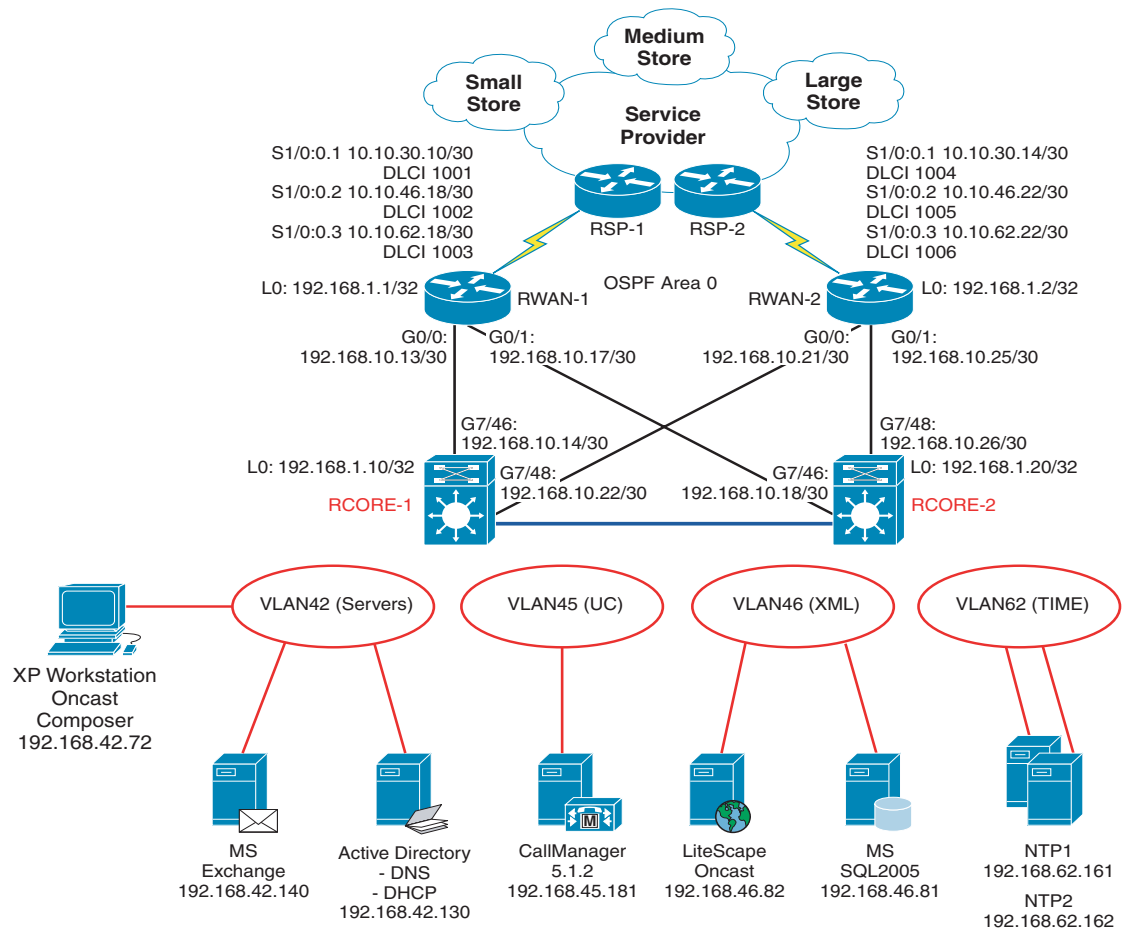 Medium
Store
Small
Store
Large
Store
Service
Provider
S1/0:0.1 10.10.30.10/30
DLCI 1001
S1/0:0.2 10.10.46.18/30
DLCI 1002
S1/0:0.3 10.10.62.18/30
DLCI 1003
S1/0:0.1 10.10.30.14/30
DLCI 1004
S1/0:0.2 10.10.46.22/30
DLCI 1005
S1/0:0.3 10.10.62.22/30
DLCI 1006
RSP-1
RSP-2
OSPF Area 0
L0: 192.168.1.1/32
RWAN-1
RWAN-2
L0: 192.168.1.2/32
G0/0:
192.168.10.13/30
G0/1:
192.168.10.17/30
G0/0:
192.168.10.21/30
G0/1:
192.168.10.25/30
G7/46:
192.168.10.14/30
G7/48:
192.168.10.26/30
L0: 192.168.1.10/32
RCORE-1
G7/48:
192.168.10.22/30
G7/46:
192.168.10.18/30
L0: 192.168.1.20/32
RCORE-2
VLAN42 (Servers)
VLAN45 (UC)
VLAN46 (XML)
VLAN62 (TIME)
XP Workstation
Oncast
Composer
192.168.42.72
M
MS
Exchange
192.168.42.140
Active Directory
- DNS
- DHCP
192.168.42.130
CallManager
5.1.2
192.168.45.181
LiteScape
Oncast
192.168.46.82
MS
SQL2005
192.168.46.81
NTP1
192.168.62.161
NTP2
192.168.62.162